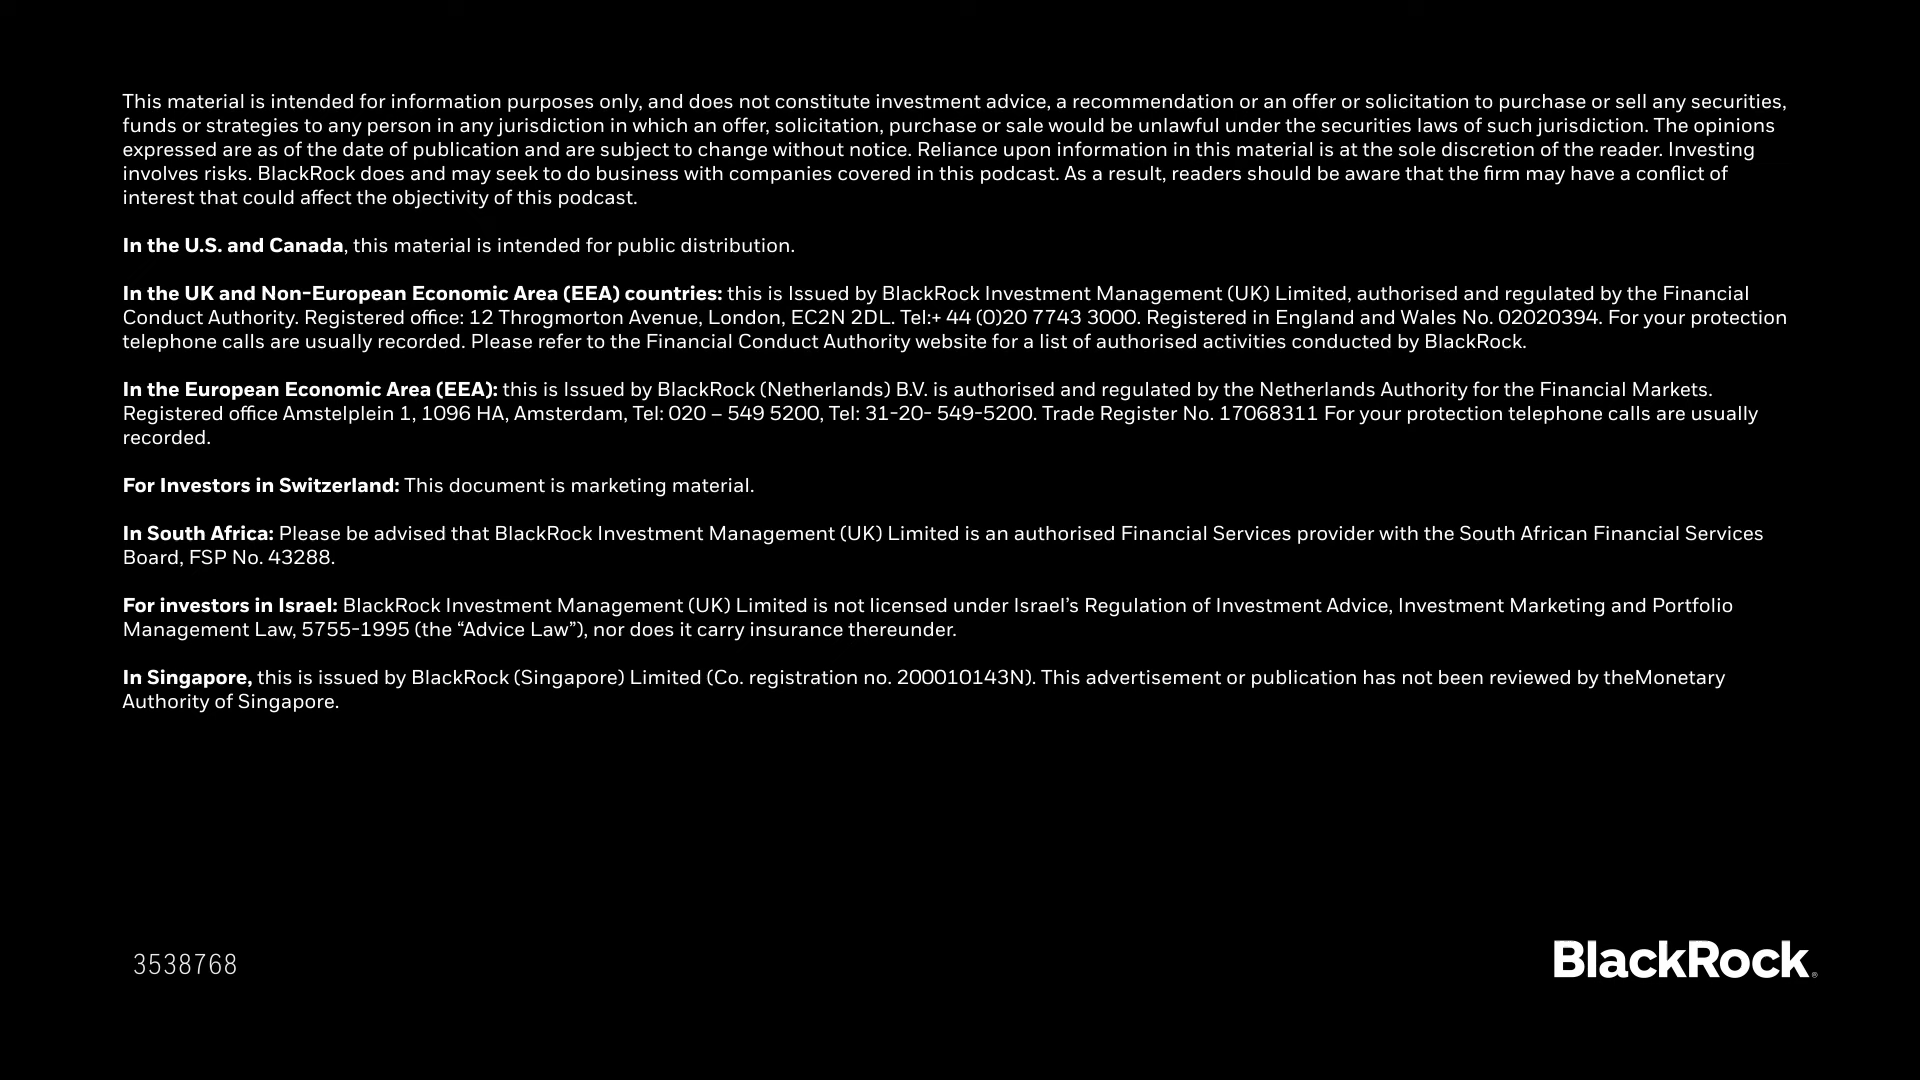 This material is intended for information purposes only, and does not constitute investment advice, a recommendation or an offer or solicitation to purchase or sell any securities,
funds or strategies to any person in any jurisdiction in which an offer, solicitation, purchase or sale would be unlawful under the securities laws of such jurisdiction. The opinions
expressed are as of the date of publication and are subject to change without notice. Reliance upon information in this material is at the sole discretion of the reader. Investing
involves risks. BlackRock does and may seek to do business with companies covered in this podcast. As a result, readers should be aware that the firm may have a conflict of
interest that could affect the objectivity of this podcast.
In the U.S. and Canada, this material is intended for public distribution.
In the UK and Non-European Economic Area (EEA) countries: this is Issued by BlackRock Investment Management (UK) Limited, authorised and regulated by the Financial
Conduct Authority. Registered office: 12 Throgmorton Avenue, London, EC2N 2DL. Tel:+ 44 (0)20 7743 3000. Registered in England and Wales No. 02020394. For your protection
telephone calls are usually recorded. Please refer to the Financial Conduct Authority website for a list of authorised activities conducted by BlackRock.
In the European Economic Area (EEA): this is Issued by BlackRock (Netherlands) B.V. is authorised and regulated by the Netherlands Authority for the Financial Markets.
Registered office Amstelplein 1, 1096 HA, Amsterdam, Tel: 020 – 549 5200, Tel: 31-20- 549-5200. Trade Register No. 17068311 For your protection telephone calls are usually
recorded.
For Investors in Switzerland: This document is marketing material.
In South Africa: Please be advised that BlackRock Investment Management (UK) Limited is an authorised Financial Services provider with the South African Financial Services
Board, FSP No. 43288.
For investors in Israel: BlackRock Investment Management (UK) Limited is not licensed under Israel’s Regulation of Investment Advice, Investment Marketing and Portfolio
Management Law, 5755-1995 (the “Advice Law”), nor does it carry insurance thereunder.
In Singapore, this is issued by BlackRock (Singapore) Limited (Co. registration no. 200010143N). This advertisement or publication has not been reviewed by theMonetary
Authority of Singapore.
3538768
BlackRock®